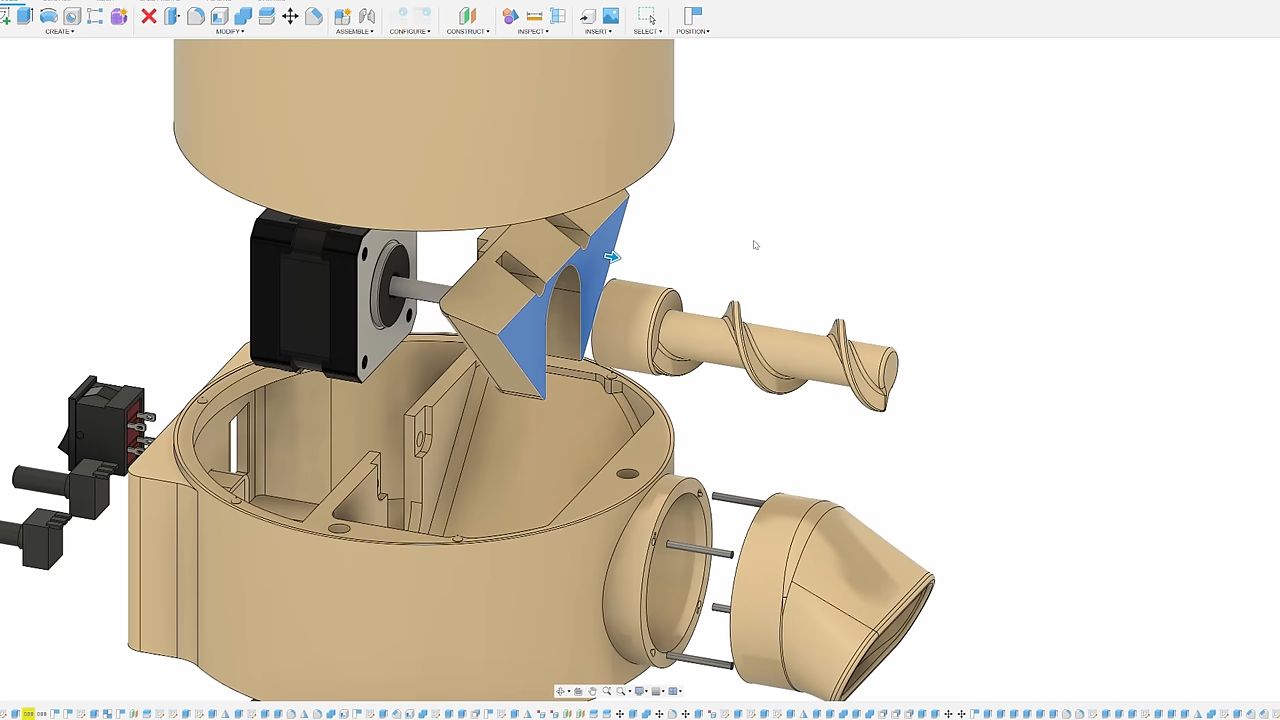 CREATE▾ MODIFY▾ ASSEMBLE▾ CONFIGURE▾ CONSTRUCT▾ INSPECT▾ INSERT▾ SELECT▾ POSITION▾